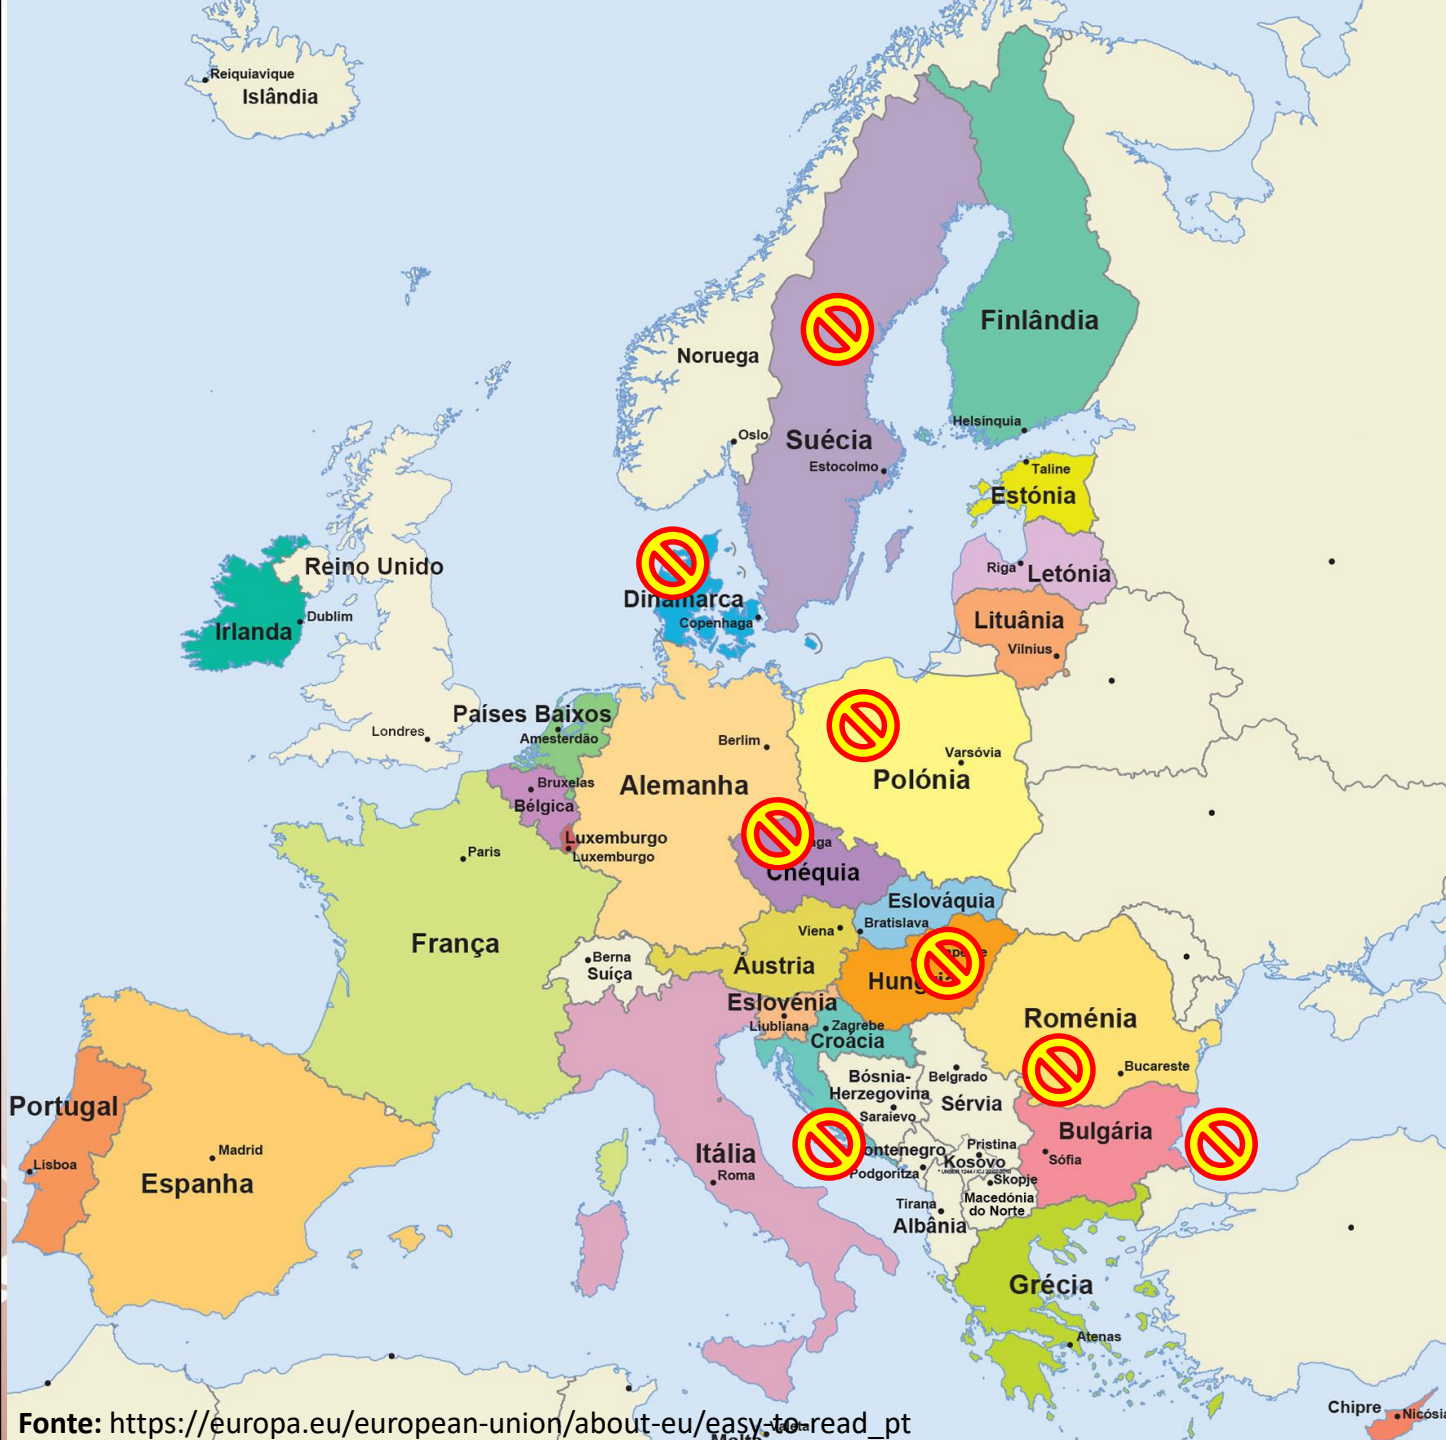 Reiquiavique
Islândia
Finlândia
Noruega
Helsínquia
Oslo
Suécia
Estocolmo
Taline
Estónia
Reino Unido
Riga
Letónia
Dinamarca
Copenhaga
Dublim
Irlanda
Lituânia
Vilnius
Países Baixos
Amesterdão
Londres
Berlim
Varsóvia
Polónia
Bruxelas
Bélgica
Alemanha
Luxemburgo
Luxemburgo
Paris
Chéquia
Eslováquia
Bratislava
Viena
França
Berna
Suíça
Áustria
Hungria
Eslovénia
Liubliana
Zagrebe
Croácia
Roménia
Bucareste
Bósnia-
Herzegovina
Saraievo
Belgrado
Sérvia
Portugal
Lisboa
Madrid
Espanha
Itália
Roma
Bulgária
Sófia
Podgoritza
Pristina
Kosovo
Skopje
Macedónia
do Norte
Tirana
Albânia
Grécia
Atenas
Chipre
Fonte: https://europa.eu/european-union/about-eu/easy-to-read_pt